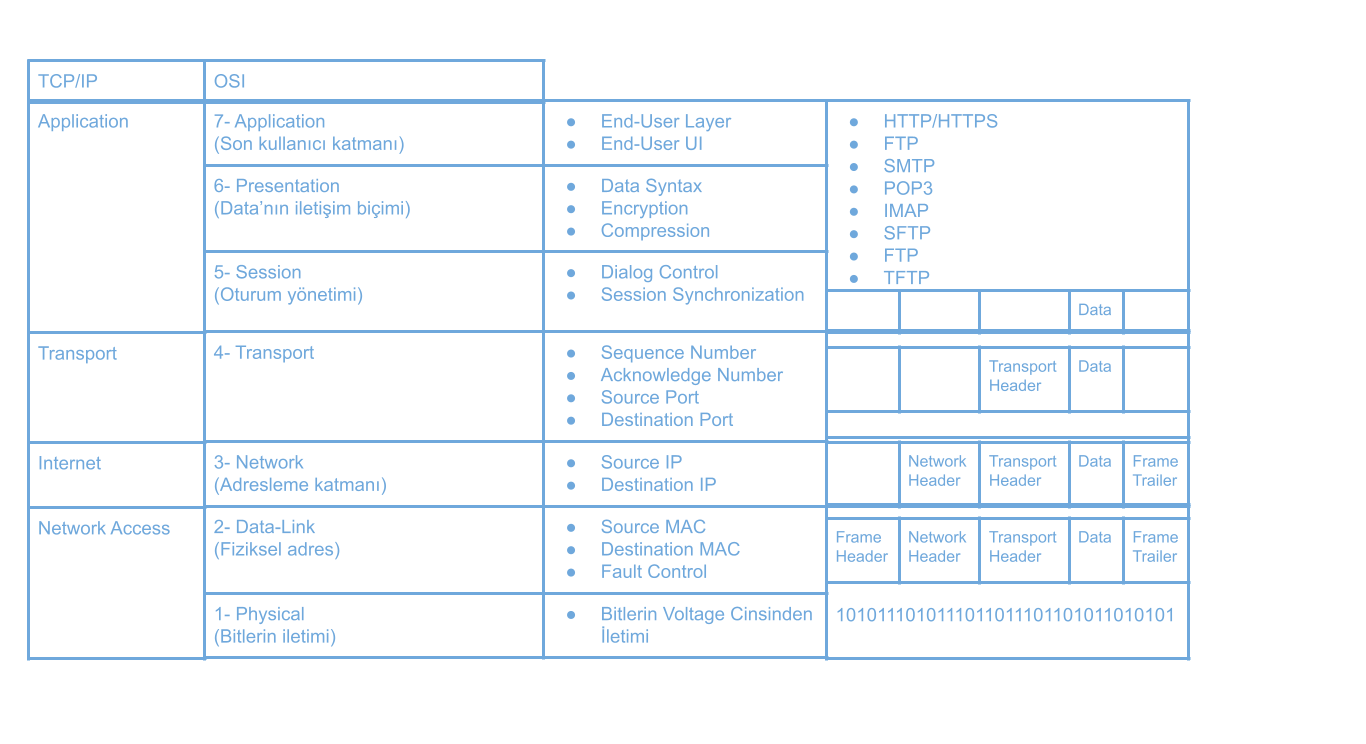 TCP/IP
OSI
Application
7- Application
(Son kullanıcı katmanı)
● End-User Layer
● End-User UI
● HTTP/HTTPS
● FTP
● SMTP
● POP3
● IMAP
● SFTP
● FTP
● TFTP
6- Presentation
(Data’nın iletişim biçimi)
● Data Syntax
● Encryption
● Compression
5- Session
(Oturum yönetimi)
● Dialog Control
● Session Synchronization
Data
Transport
4- Transport
● Sequence Number
● Acknowledge Number
● Source Port
● Destination Port
Transport
Header
Data
Internet
3- Network
(Adresleme katmanı)
● Source IP
● Destination IP
Network
Header
Transport
Header
Data
Frame
Trailer
Network Access
2- Data-Link
(Fiziksel adres)
● Source MAC
● Destination MAC
● Fault Control
Frame
Header
Network
Header
Transport
Header
Data
Frame
Trailer
1- Physical
(Bitlerin iletimi)
● Bitlerin Voltage Cinsinden
İletimi
1010111010111011011101101011010101